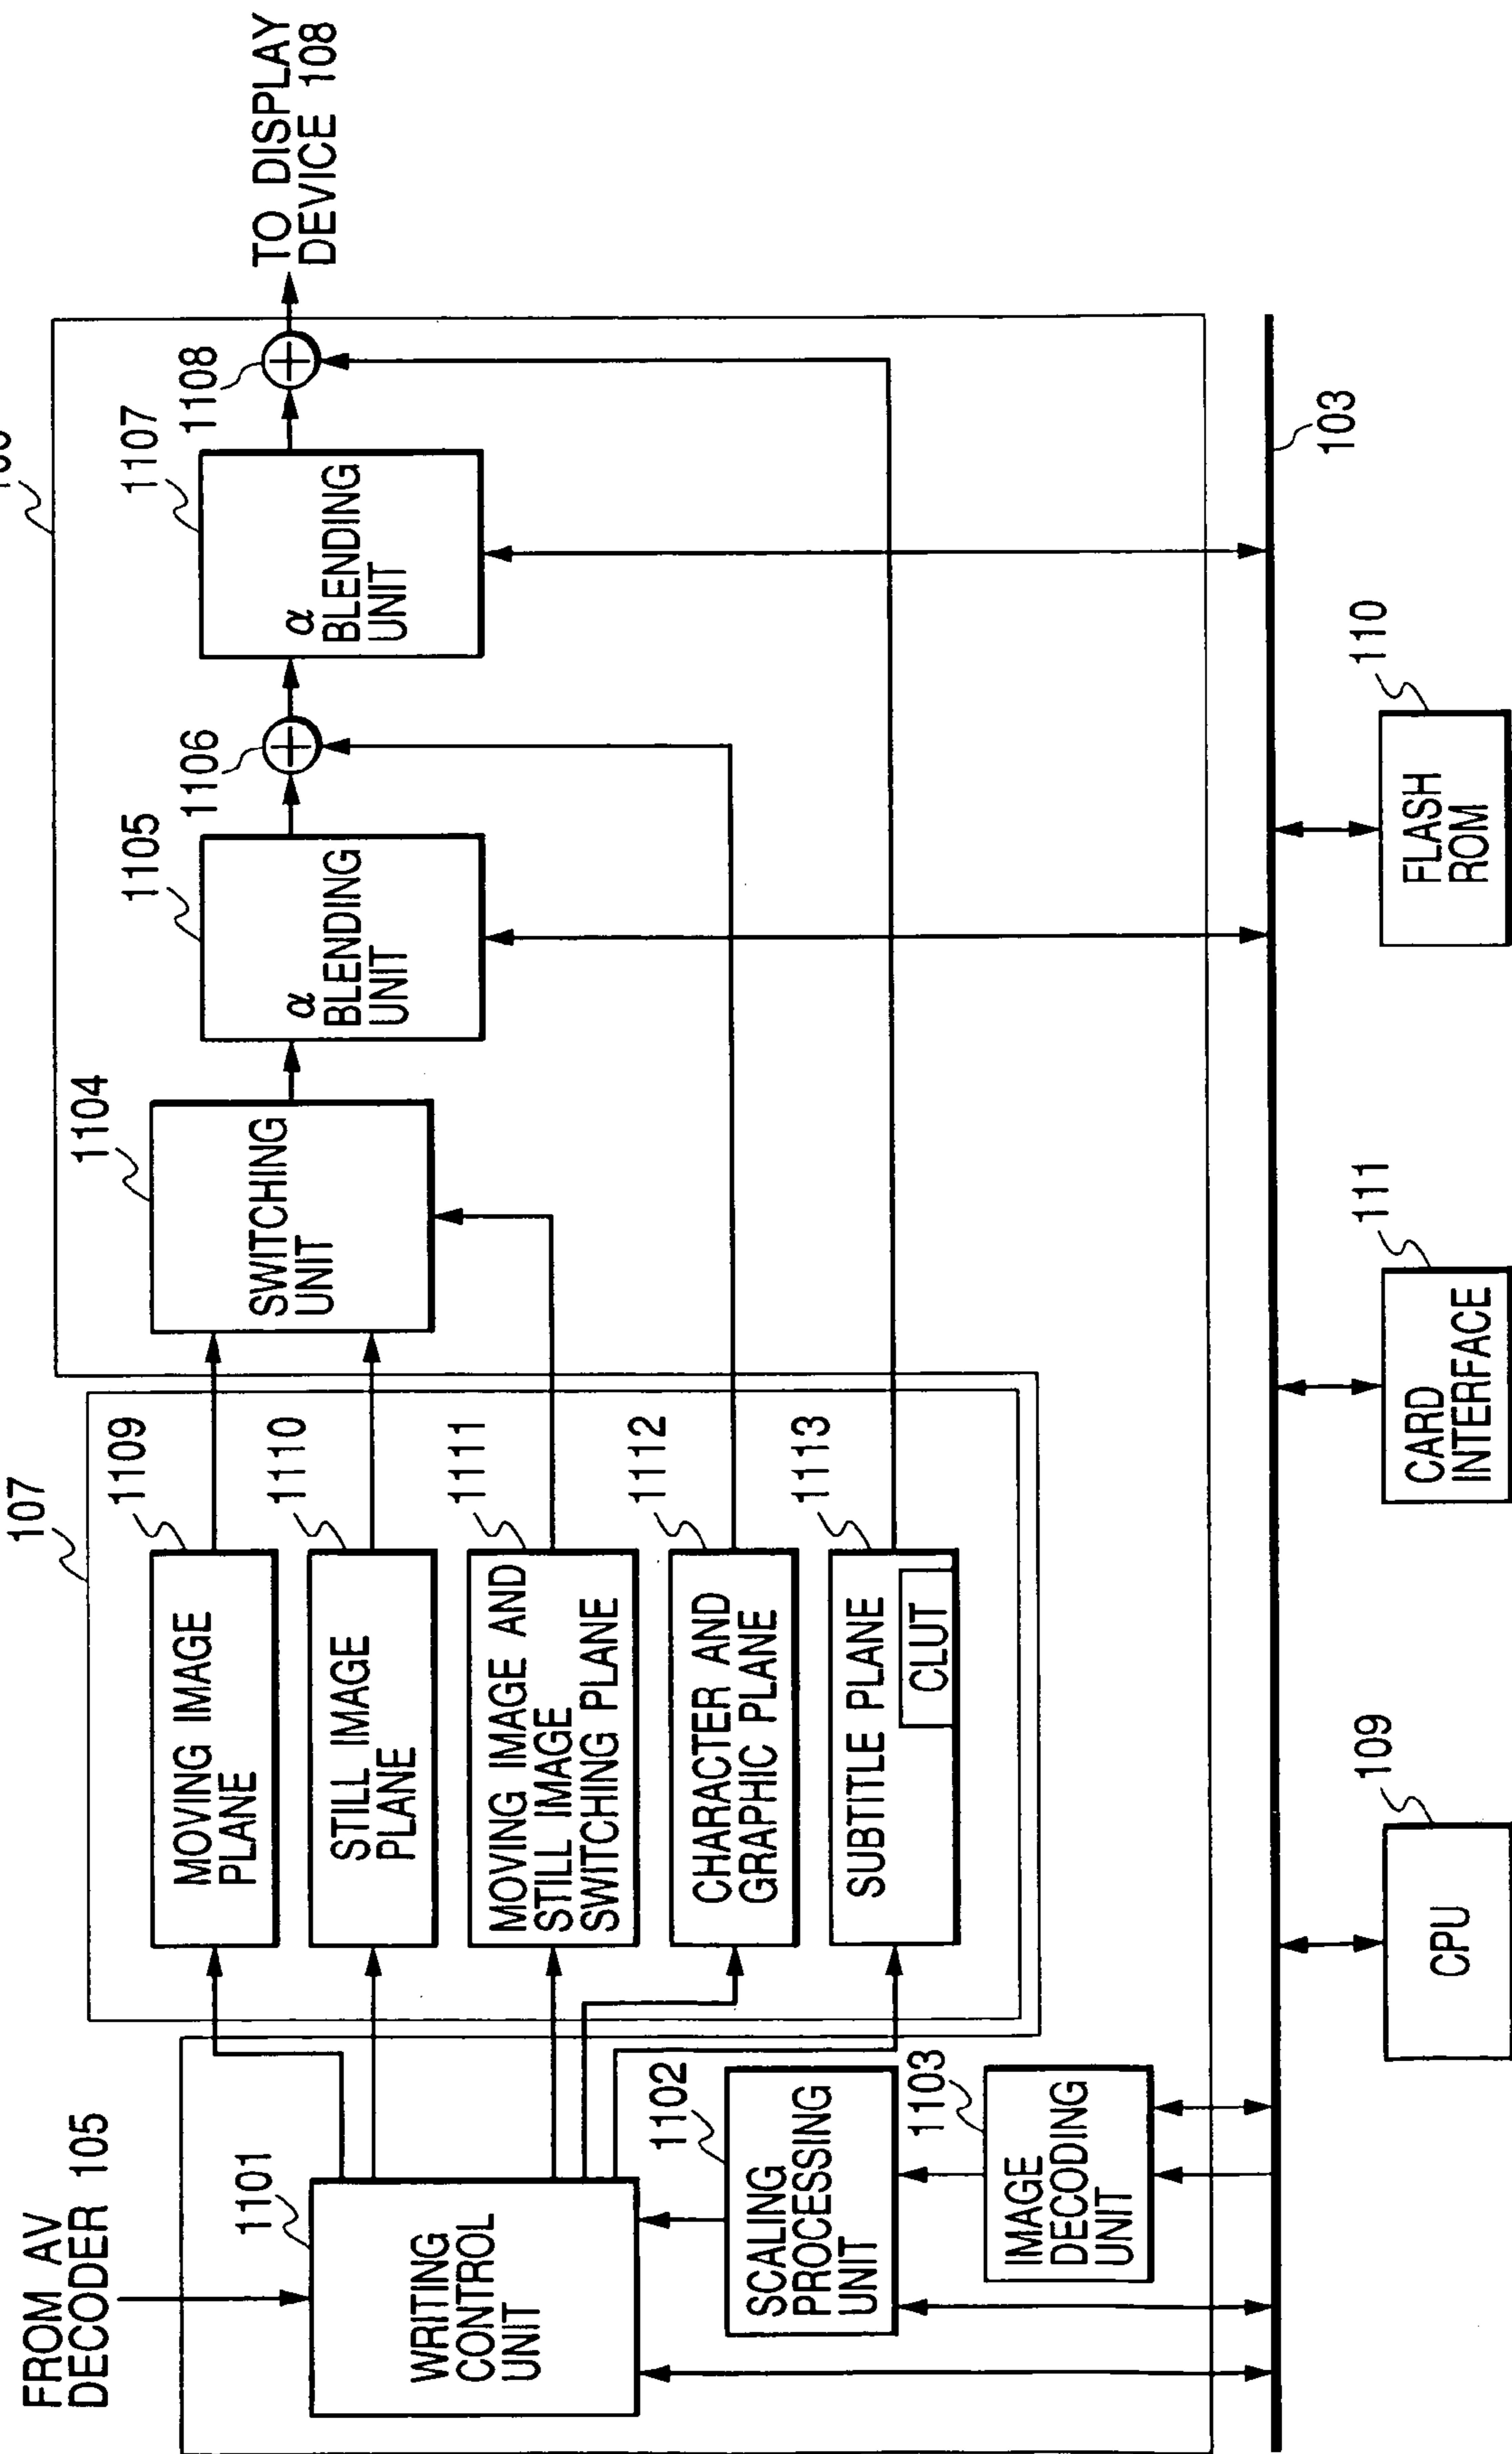 FROM AV
DECODER 105
1101
WRITING
CONTROL
UNIT
1102
SCALING
PROCESSING
UNIT
1103
IMAGE
DECODING
UNIT
107
1109
MOVING IMAGE
PLANE
1110
STILL IMAGE
PLANE
1111
MOVING IMAGE AND
STILL IMAGE
SWITCHING PLANE
1112
CHARACTER AND
GRAPHIC PLANE
1113
SUBTITLE PLANE
CLUT
1104
SWITCHING
UNIT
1105
α
BLENDING
UNIT
1106
1107
α
BLENDING
UNIT
1108
TO DISPLAY
DEVICE 108
103
109
CPU
111
CARD
INTERFACE
110
FLASH
ROM